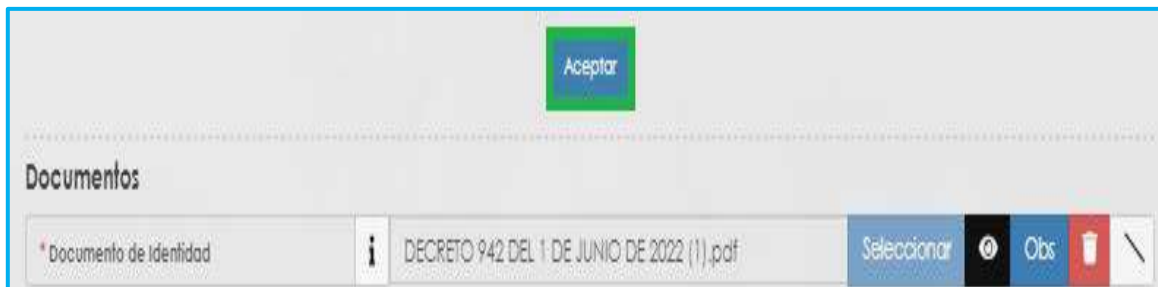 Aceptar
Documentos
*Documento de Identidad i DECRETO 942 DEL 1 DE JUNIO DE 2022 (1).pdf Seleccionar Obs